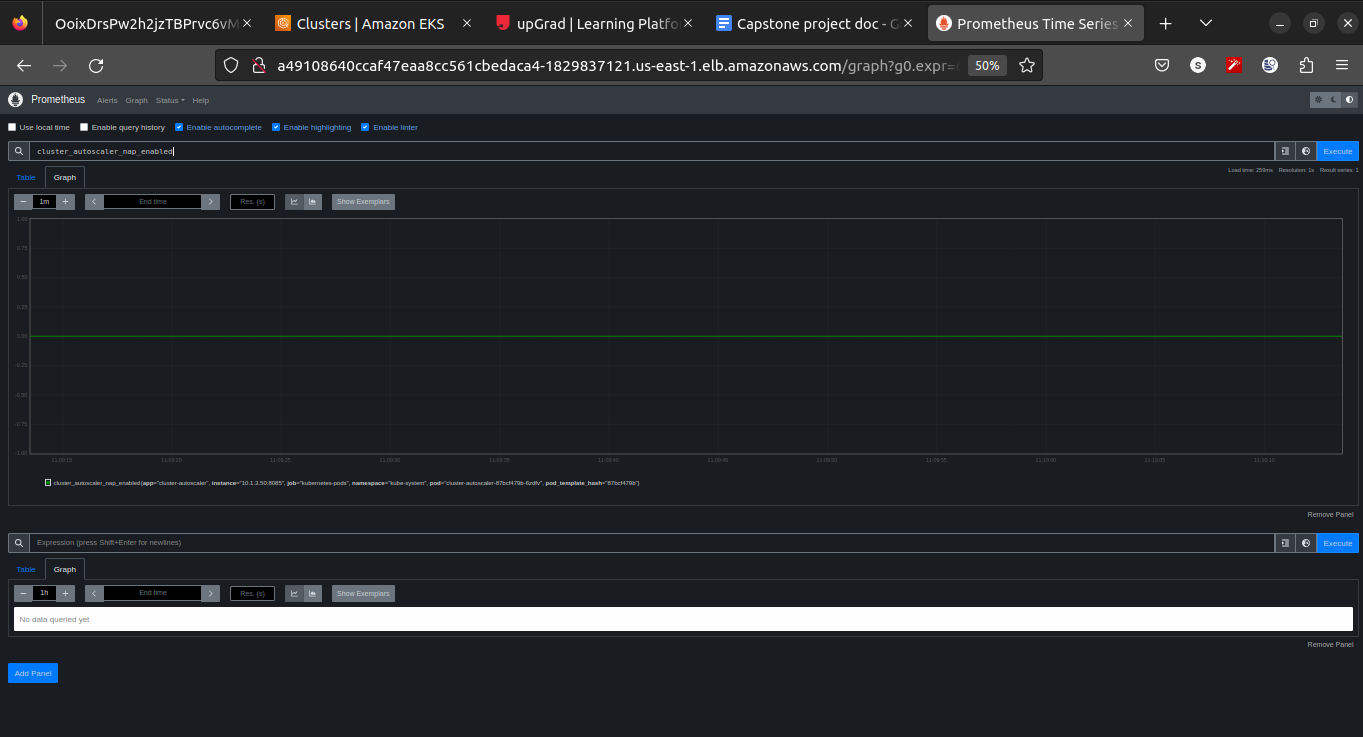 OoixDrsPw2h2jzTBPrvc6vM
Clusters | Amazon EKS
upGrad | Learning Platfo
Capstone project doc - G
Prometheus Time Series
a49108640ccaf47eaa8cc561cbedaca4-1829837121.us-east-1.elb.amazonaws.com/graph?g0.expr=c
50%
S
Prometheus Alerts Graph Status Help
Use local time Enable query history Enable autocomplete Enable highlighting Enable linter
cluster_autoscaler_nap_enabled
Execute
Table Graph
Load time: 259ms Resolution: 1s Result series: 1
− 1m + < End time > Res. (s) Show Exemplars
1.00
0.75
0.50
0.25
0.00
-0.25
-0.50
-0.75
-1.00
11:09:15 11:09:20 11:09:25 11:09:30 11:09:35 11:09:40 11:09:45 11:09:50 11:09:55 11:10:00 11:10:05 11:10:10
cluster_autoscaler_nap_enabled{app="cluster-autoscaler", instance="10.1.3.50:8085", job="kubernetes-pods", namespace="kube-system", pod="cluster-autoscaler-87bcf479b-6zdfv", pod_template_hash="87bcf479b"}
Remove Panel
Expression (press Shift+Enter for newlines)
Execute
Table Graph
− 1h + < End time > Res. (s) Show Exemplars
No data queried yet
Remove Panel
Add Panel